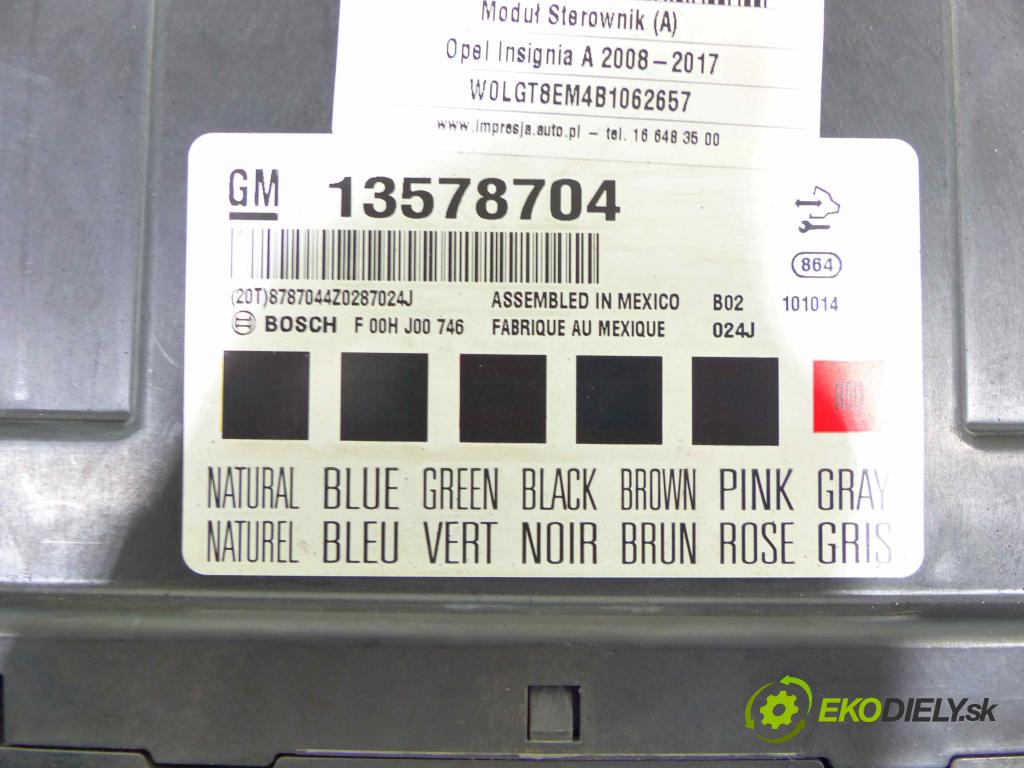 Moduł Sterownik (A)
Opel Insignia A 2008-2017
W0LGT8EM4B1062657
www.impresja.auto.pl - tel. 16 648 35 00
GM 13578704
864
(20T)8787044Z0287024J ASSEMBLED IN MEXICO B02 101014
BOSCH F 00H J00 746 FABRIQUE AU MEXIQUE 024J
RED
NATURAL BLUE GREEN BLACK BROWN PINK GRAY
NATUREL BLEU VERT NOIR BRUN ROSE GRIS
EKODIELY.sk